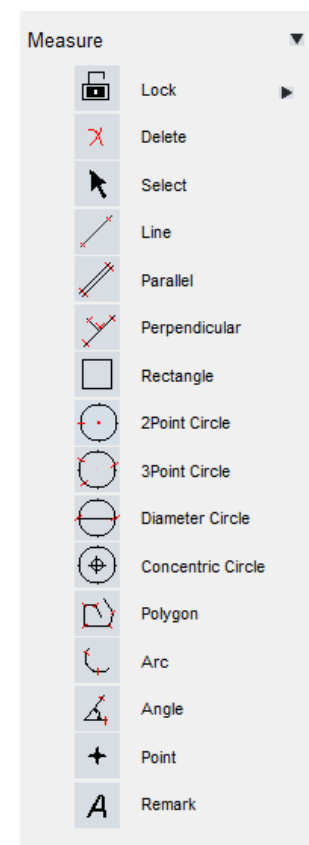 Measure
Lock
Delete
Select
Line
Parallel
Perpendicular
Rectangle
2Point Circle
3Point Circle
Diameter Circle
Concentric Circle
Polygon
Arc
Angle
Point
A Remark